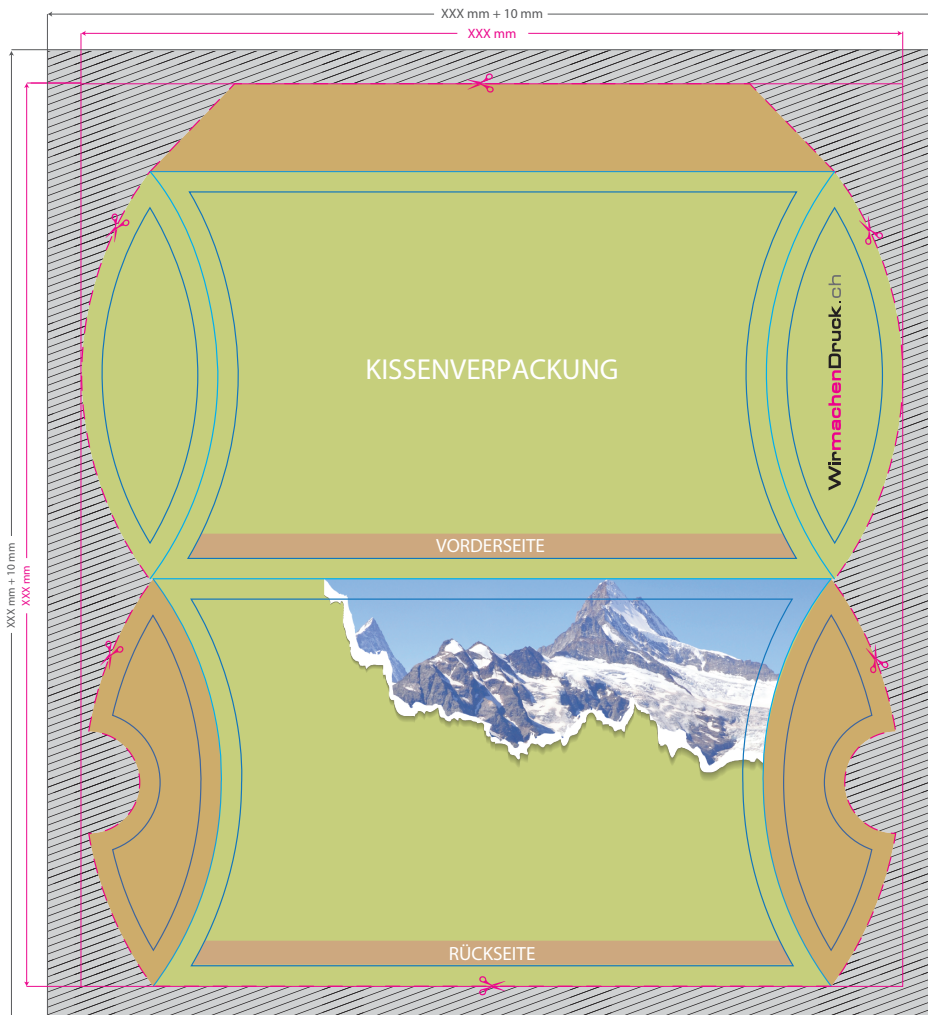 XXX mm + 10 mm
XXX mm
KISSENVERPACKUNG
WirmachenDruck.ch
VORDERSEITE
XXX mm + 10 mm
XXX mm
RÜCKSEITE